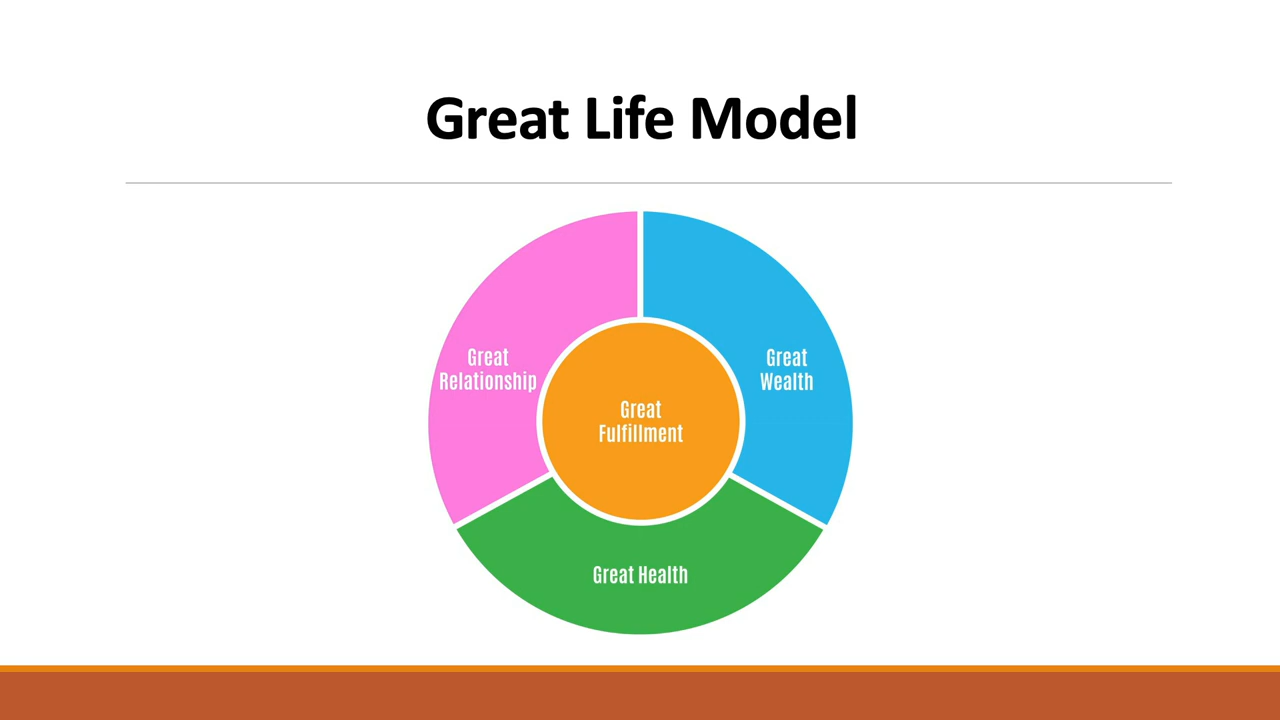 Great Life Model
Great
Relationship
Great
Wealth
Great
Fulfillment
Great Health